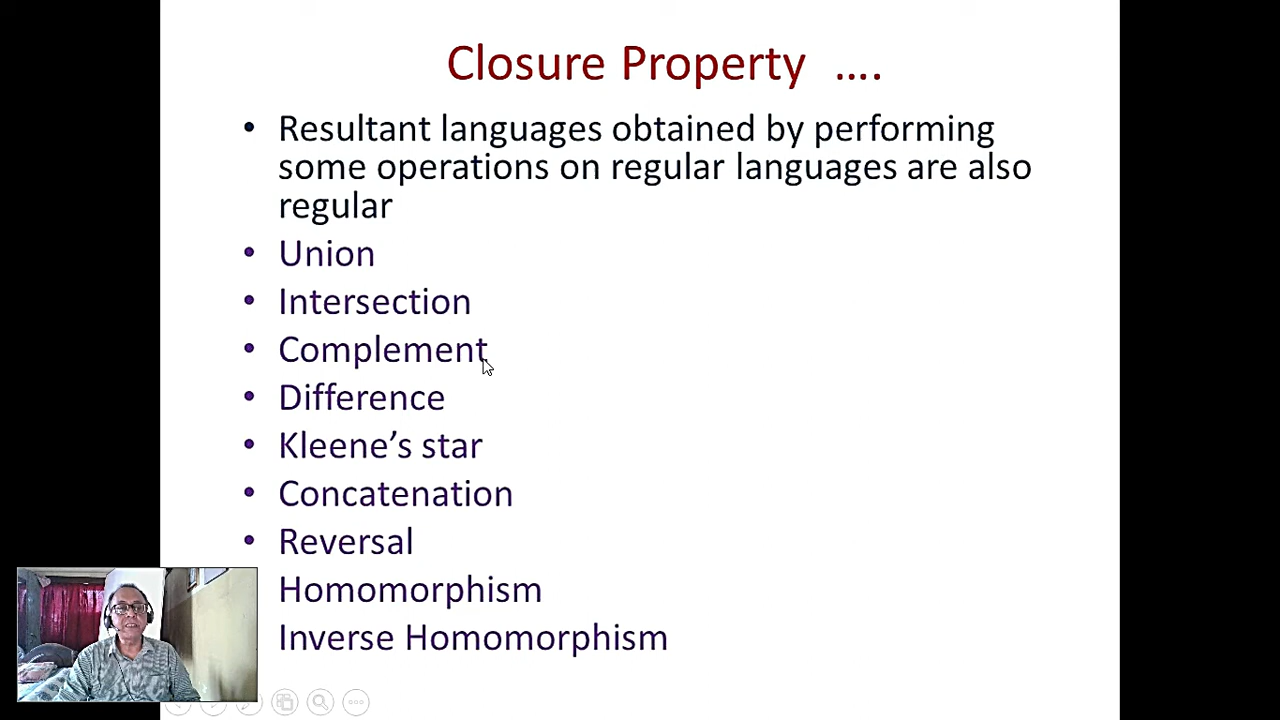 Closure Property ....
• Resultant languages obtained by performing
some operations on regular languages are also
regular
• Union
• Intersection
• Complement
• Difference
• Kleene’s star
• Concatenation
• Reversal
Homomorphism
Inverse Homomorphism